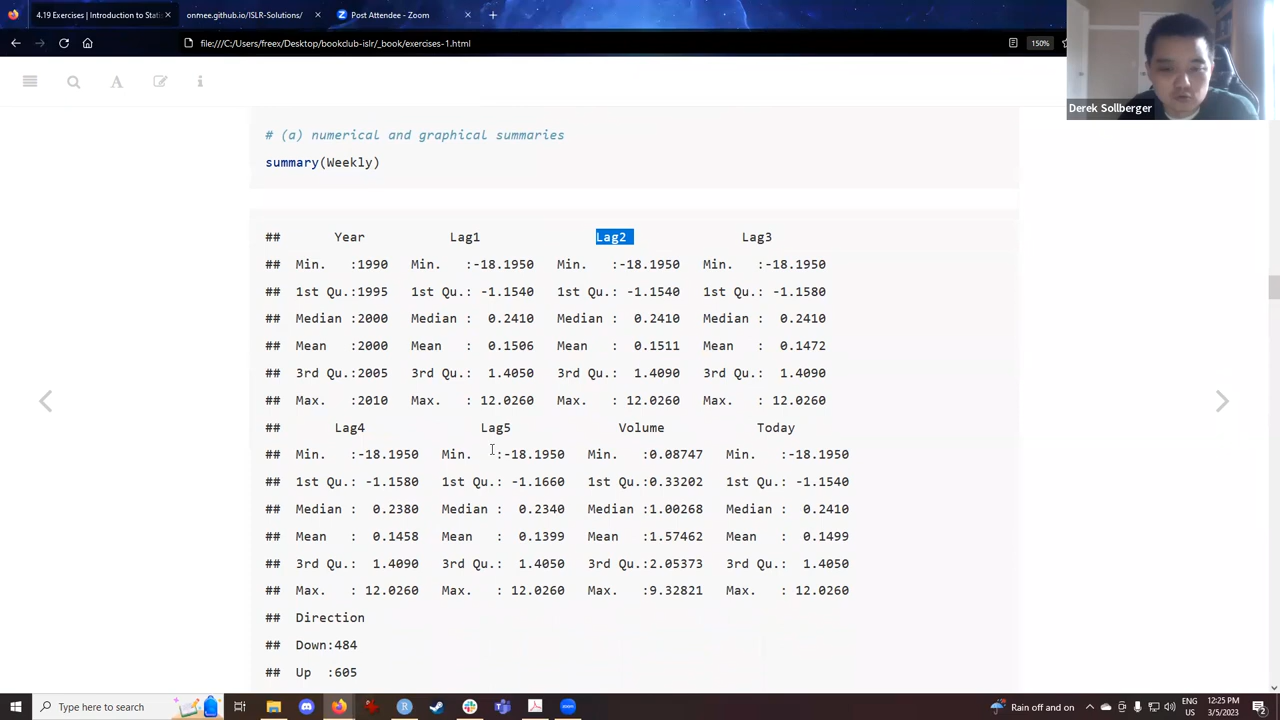 4.19 Exercises | Introduction to Stati
onmee.github.io/ISLR-Solutions/
Post Attendee - Zoom
file:///C:/Users/freex/Desktop/bookclub-islr/_book/exercises-1.html
150%
Derek Sollberger
# (a) numerical and graphical summaries
summary(Weekly)
## Year Lag1 Lag2 Lag3
## Min. :1990 Min. :-18.1950 Min. :-18.1950 Min. :-18.1950
## 1st Qu.:1995 1st Qu.: -1.1540 1st Qu.: -1.1540 1st Qu.: -1.1580
## Median :2000 Median : 0.2410 Median : 0.2410 Median : 0.2410
## Mean :2000 Mean : 0.1506 Mean : 0.1511 Mean : 0.1472
## 3rd Qu.:2005 3rd Qu.: 1.4050 3rd Qu.: 1.4090 3rd Qu.: 1.4090
## Max. :2010 Max. : 12.0260 Max. : 12.0260 Max. : 12.0260
## Lag4 Lag5 Volume Today
## Min. :-18.1950 Min. :-18.1950 Min. :0.08747 Min. :-18.1950
## 1st Qu.: -1.1580 1st Qu.: -1.1660 1st Qu.:0.33202 1st Qu.: -1.1540
## Median : 0.2380 Median : 0.2340 Median :1.00268 Median : 0.2410
## Mean : 0.1458 Mean : 0.1399 Mean :1.57462 Mean : 0.1499
## 3rd Qu.: 1.4090 3rd Qu.: 1.4050 3rd Qu.:2.05373 3rd Qu.: 1.4050
## Max. : 12.0260 Max. : 12.0260 Max. :9.32821 Max. : 12.0260
## Direction
## Down:484
## Up :605
Type here to search
Rain off and on
ENG
US
12:25 PM
3/5/2023
2